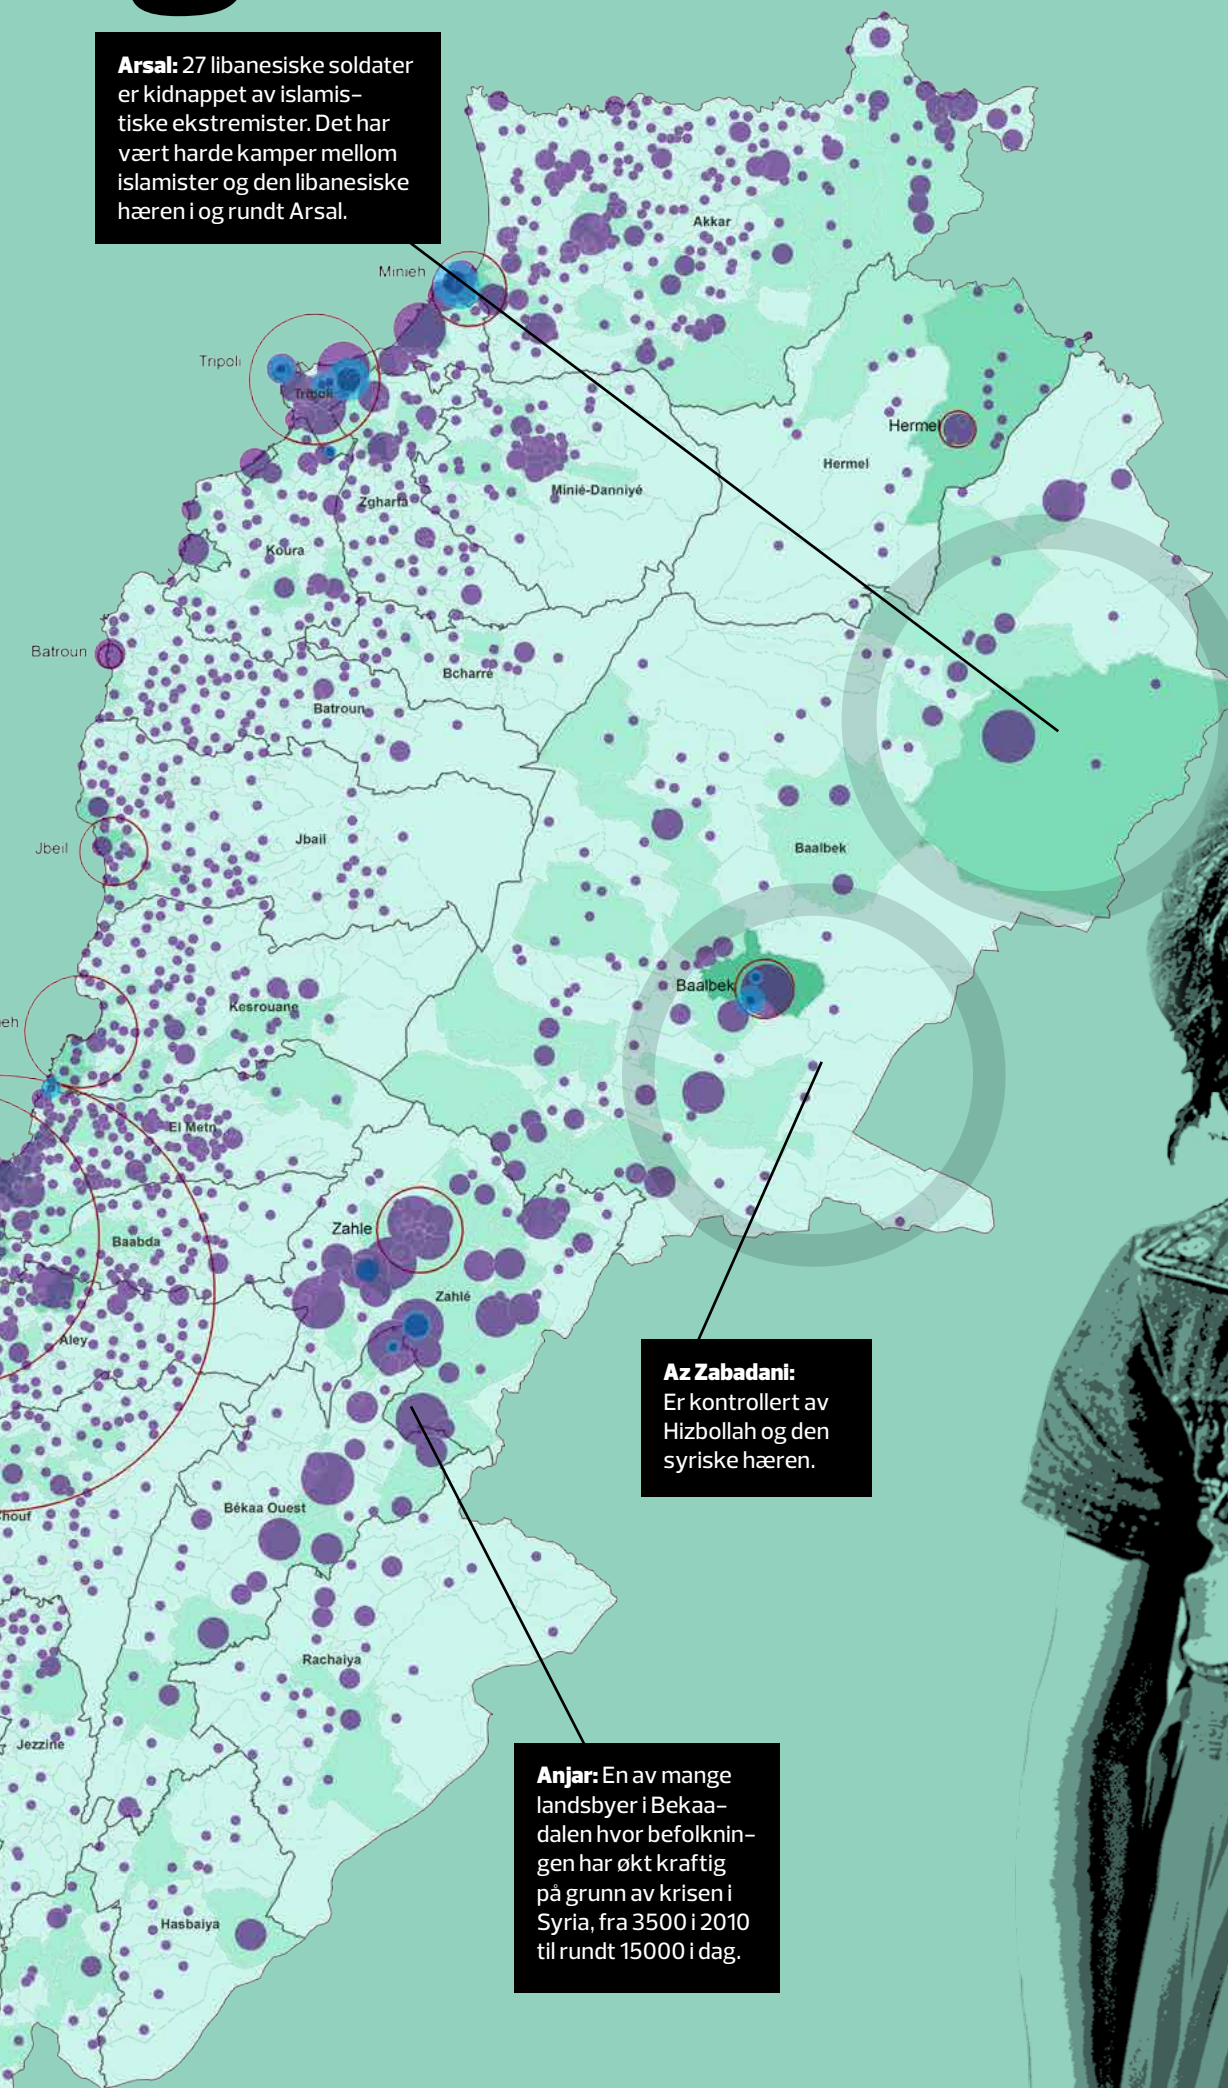 Arsal: 27 libanesiske soldater
er kidnappet av islamis-
tiske ekstremister. Det har
vært harde kamper mellom
islamister og den libanesiske
hæren i og rundt Arsal.
Akkar
Minieh
Tripoli
Tripoli
Hermel
Hermel
Minié-Danniyé
Zgharta
Koura
Batroun
Bcharré
Batroun
Jbeil
Jbail
Baalbek
Baalbek
Kesrouane
eh
El Metn
Zahle
Baabda
Zahlé
Aley
Az Zabadani:
Er kontrollert av
Hizbollah og den
syriske hæren.
Békaa Ouest
houf
Rachaiya
Jezzine
Anjar: En av mange
landsbyer i Bekaa-
dalen hvor befolknin-
gen har økt kraftig
på grunn av krisen i
Syria, fra 3500 i 2010
til rundt 15000 i dag.
Hasbaiya